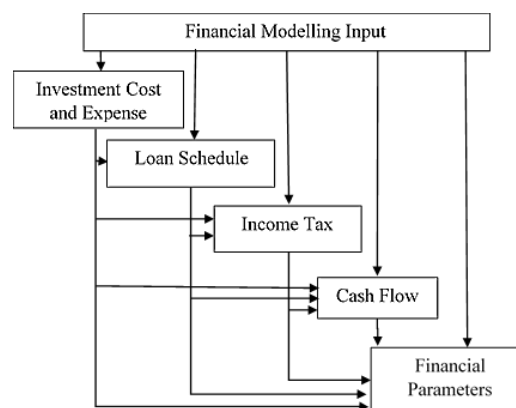 Financial Modelling Input
Investment Cost
and Expense
Loan Schedule
Income Tax
Cash Flow
Financial
Parameters